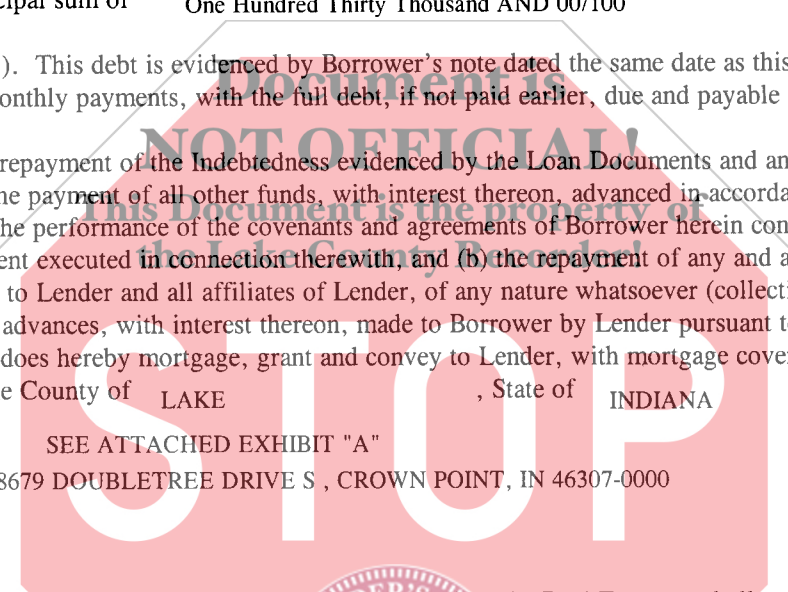 cipal sum of One Hundred Thirty Thousand AND 00/100
). This debt is evidenced by Borrower's note dated the same date as this
onthly payments, with the full debt, if not paid earlier, due and payable
Document is
NOT OFFICIAL!
This Document is the property of
the Lake County Recorder!
repayment of the Indebtedness evidenced by the Loan Documents and an
he payment of all other funds, with interest thereon, advanced in accorda
he performance of the covenants and agreements of Borrower herein con
ent executed in connection therewith, and (b) the repayment of any and a
to Lender and all affiliates of Lender, of any nature whatsoever (collecti
advances, with interest thereon, made to Borrower by Lender pursuant t
does hereby mortgage, grant and convey to Lender, with mortgage cove
e County of LAKE , State of INDIANA
STOP
SEE ATTACHED EXHIBIT "A"
8679 DOUBLETREE DRIVE S , CROWN POINT, IN 46307-0000